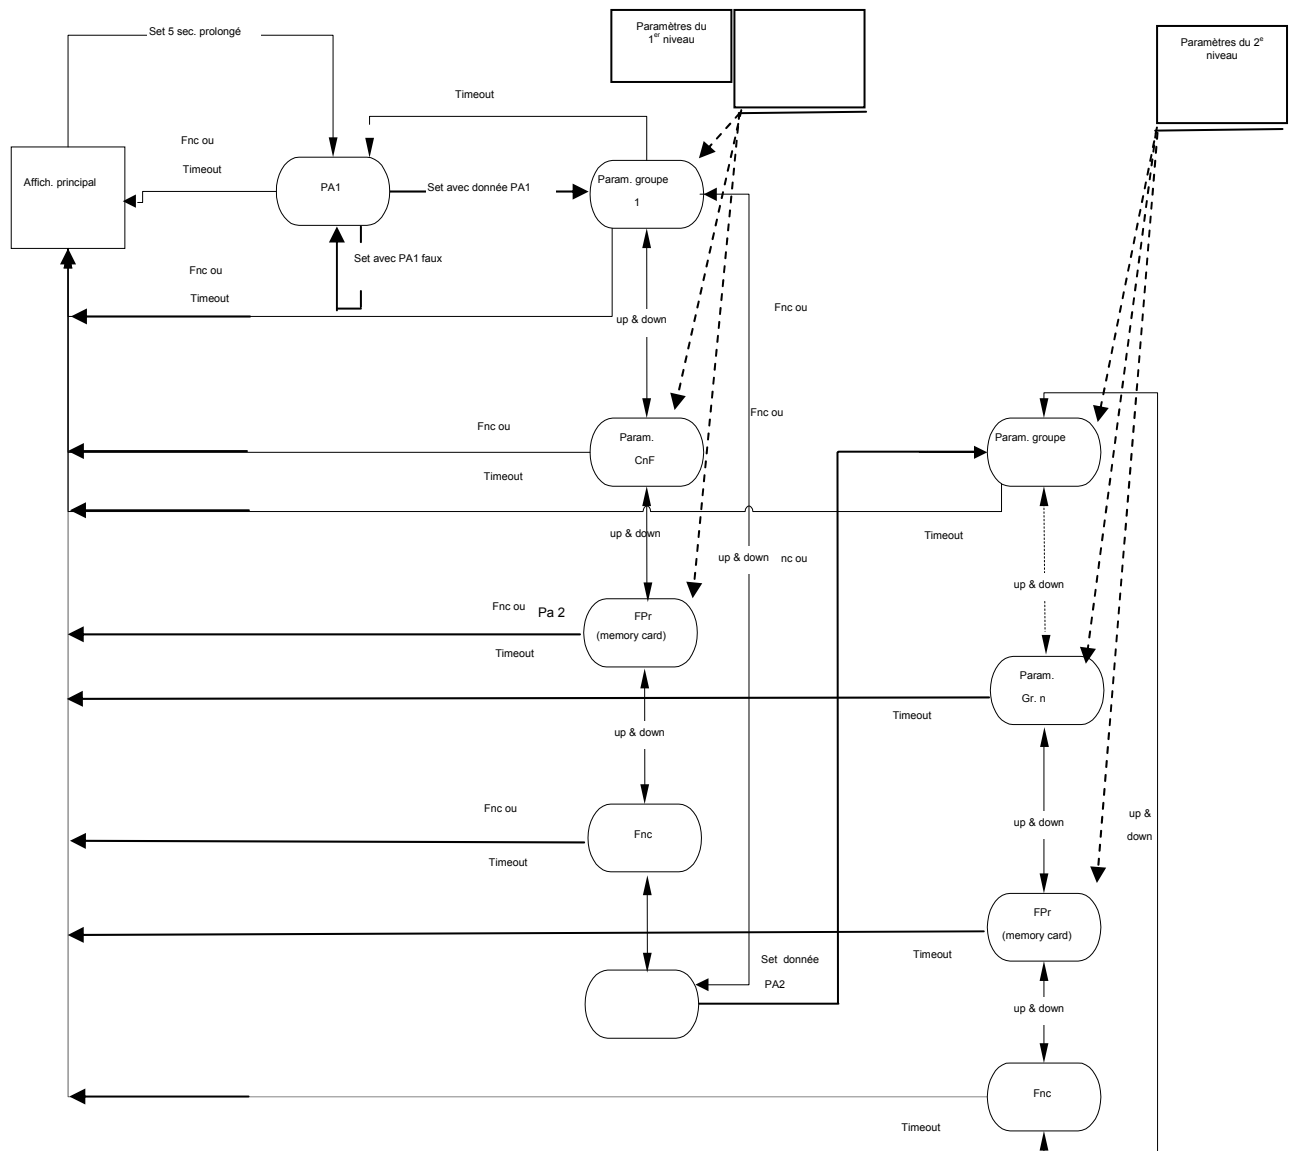 Set 5 sec. prolongé
Paramètres du
1er niveau
Paramètres du 2e
niveau
Timeout
Fnc ou
Timeout
Affich. principal
PA1
Set avec donnée PA1
Param. groupe
1
Set avec PA1 faux
Fnc ou
Timeout
up & down
Fnc ou
Fnc ou
Fnc ou
Timeout
Param.
CnF
Param. groupe
up & down
Timeout
up & down
nc ou
up & down
Fnc ou
Pa 2
Timeout
FPr
(memory card)
Param.
Gr. n
Timeout
up & down
Fnc ou
Timeout
Fnc
up & down
up &
down
FPr
(memory card)
Timeout
Set donnée
PA2
up & down
Fnc
Timeout